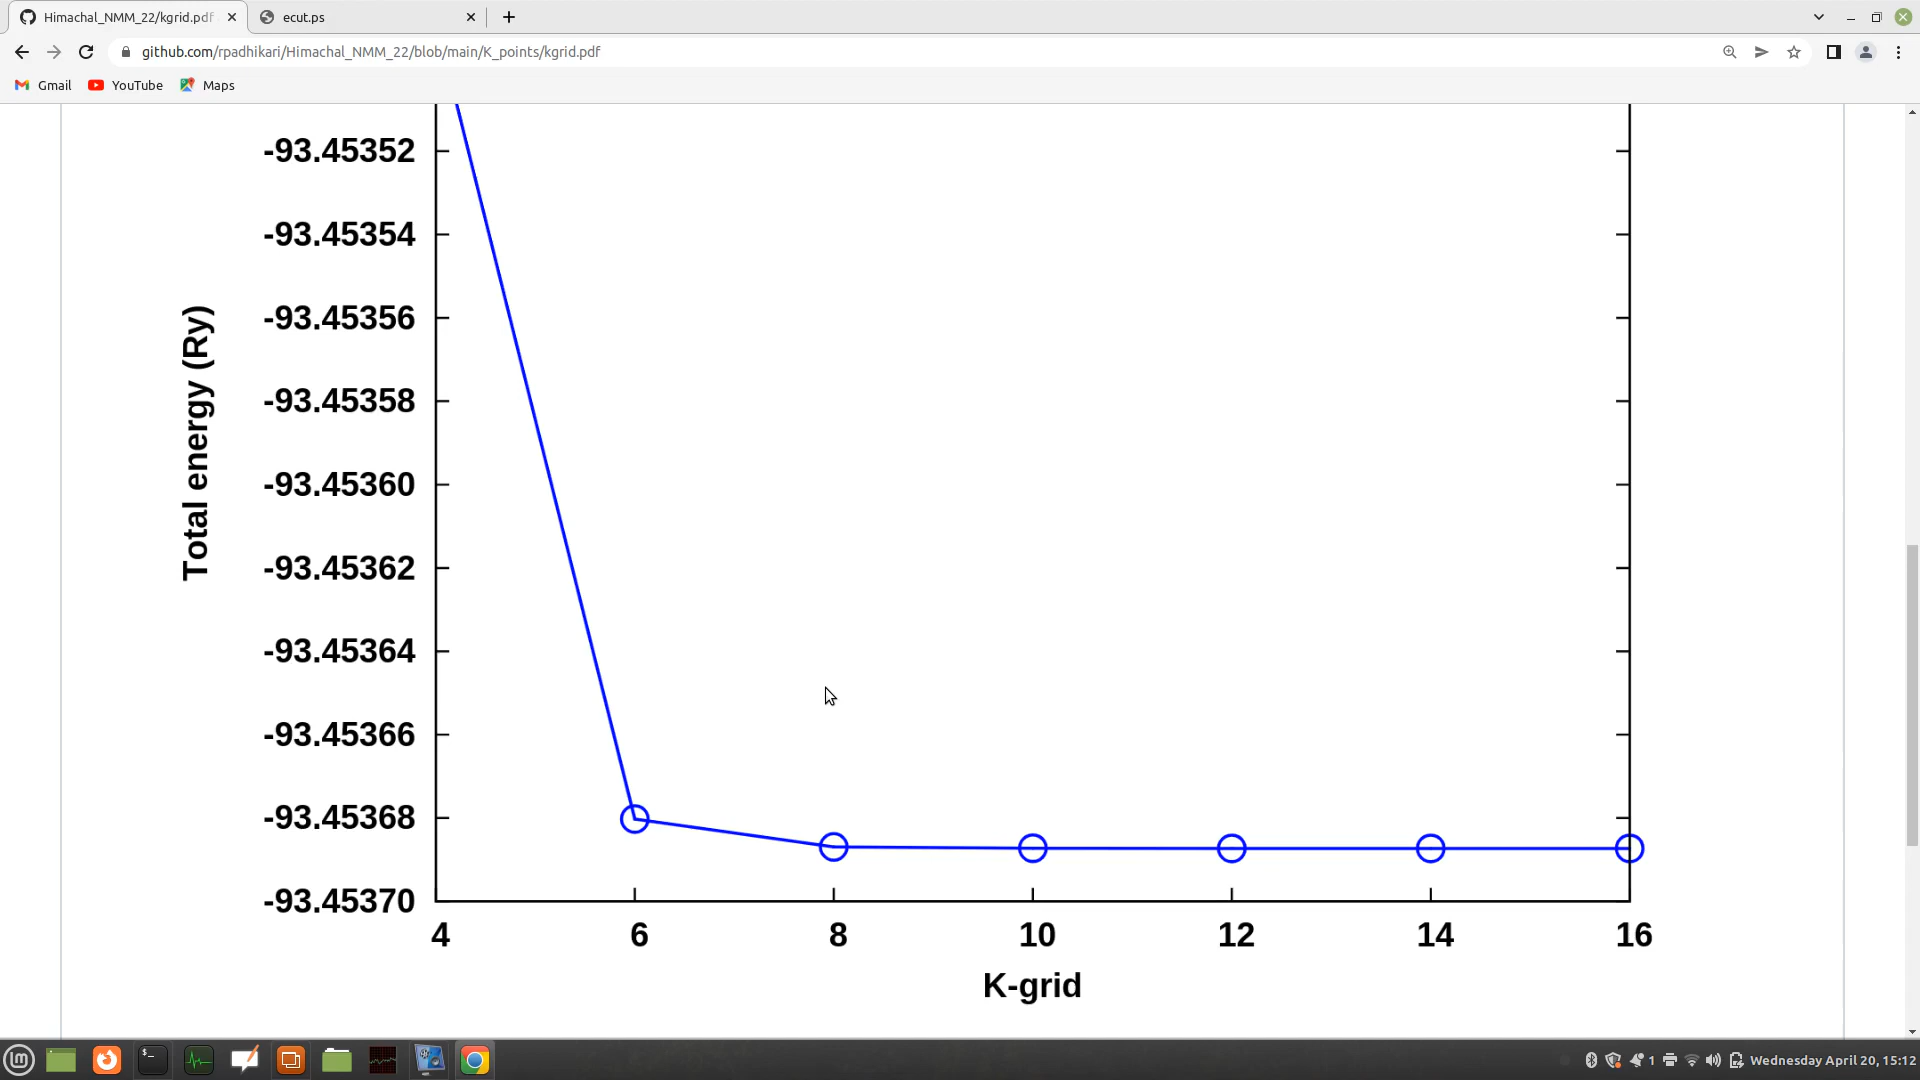 Himachal_NMM_22/kgrid.pdf
ecut.ps
github.com/rpadhikari/Himachal_NMM_22/blob/main/K_points/kgrid.pdf
Gmail
YouTube
Maps
-93.45352
-93.45354
-93.45356
-93.45358
-93.45360
-93.45362
-93.45364
-93.45366
-93.45368
-93.45370
Total energy (Ry)
4 6 8 10 12 14 16
K-grid
1
Wednesday April 20, 15:12